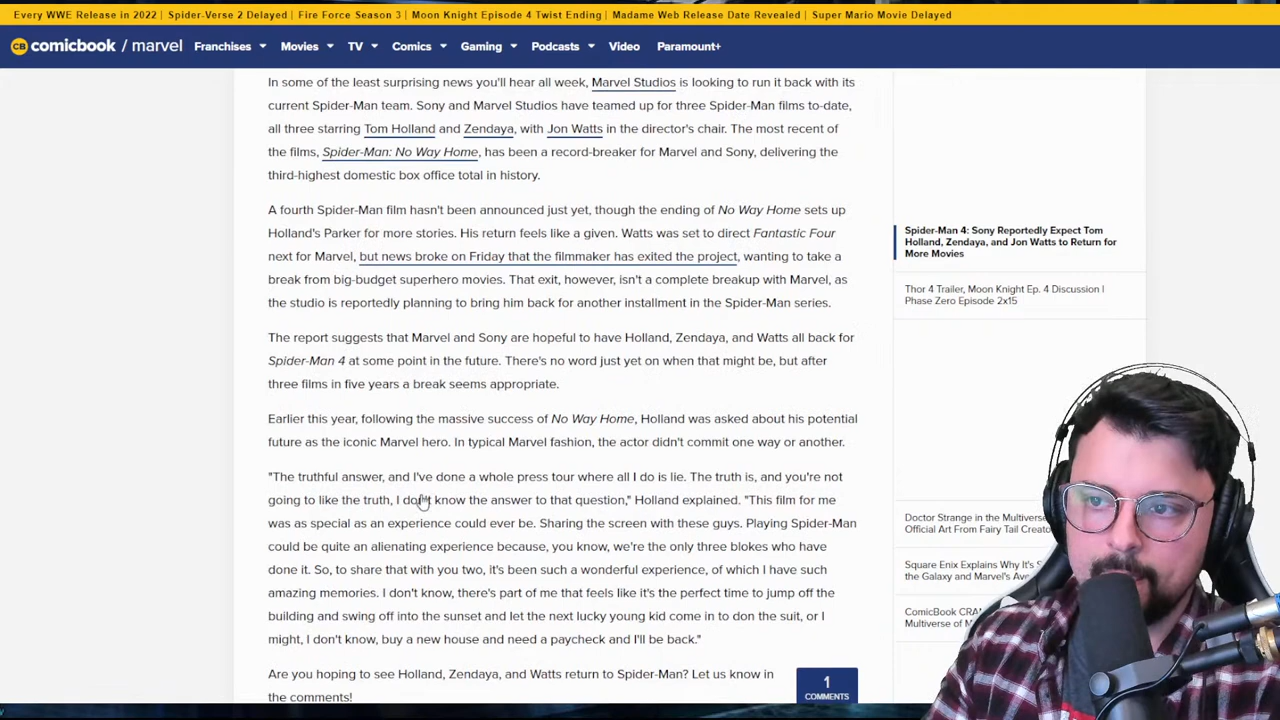 Every WWE Release in 2022 | Spider-Verse 2 Delayed | Fire Force Season 3 | Moon Knight Episode 4 Twist Ending | Madame Web Release Date Revealed | Super Mario Movie Delayed
CB comicbook / marvel Franchises Movies TV Comics Gaming Podcasts Video Paramount+
In some of the least surprising news you'll hear all week, Marvel Studios is looking to run it back with its
current Spider-Man team. Sony and Marvel Studios have teamed up for three Spider-Man films to-date,
all three starring Tom Holland and Zendaya, with Jon Watts in the director's chair. The most recent of
the films, Spider-Man: No Way Home, has been a record-breaker for Marvel and Sony, delivering the
third-highest domestic box office total in history.
A fourth Spider-Man film hasn't been announced just yet, though the ending of No Way Home sets up
Holland's Parker for more stories. His return feels like a given. Watts was set to direct Fantastic Four
next for Marvel, but news broke on Friday that the filmmaker has exited the project, wanting to take a
break from big-budget superhero movies. That exit, however, isn't a complete breakup with Marvel, as
the studio is reportedly planning to bring him back for another installment in the Spider-Man series.
The report suggests that Marvel and Sony are hopeful to have Holland, Zendaya, and Watts all back for
Spider-Man 4 at some point in the future. There's no word just yet on when that might be, but after
three films in five years a break seems appropriate.
Earlier this year, following the massive success of No Way Home, Holland was asked about his potential
future as the iconic Marvel hero. In typical Marvel fashion, the actor didn't commit one way or another.
"The truthful answer, and I've done a whole press tour where all I do is lie. The truth is, and you're not
going to like the truth, I don't know the answer to that question," Holland explained. "This film for me
was as special as an experience could ever be. Sharing the screen with these guys. Playing Spider-Man
could be quite an alienating experience because, you know, we're the only three blokes who have
done it. So, to share that with you two, it's been such a wonderful experience, of which I have such
amazing memories. I don't know, there's part of me that feels like it's the perfect time to jump off the
building and swing off into the sunset and let the next lucky young kid come in to don the suit, or I
might, I don't know, buy a new house and need a paycheck and I'll be back."
Are you hoping to see Holland, Zendaya, and Watts return to Spider-Man? Let us know in
the comments!
1
COMMENTS
Spider-Man 4: Sony Reportedly Expect Tom
Holland, Zendaya, and Jon Watts to Return for
More Movies
Thor 4 Trailer, Moon Knight Ep. 4 Discussion |
Phase Zero Episode 2x15
Doctor Strange in the Multiverse
Official Art From Fairy Tail
Square Enix Explains Why It's
the Galaxy and Marvel's
ComicBook
Multiverse of